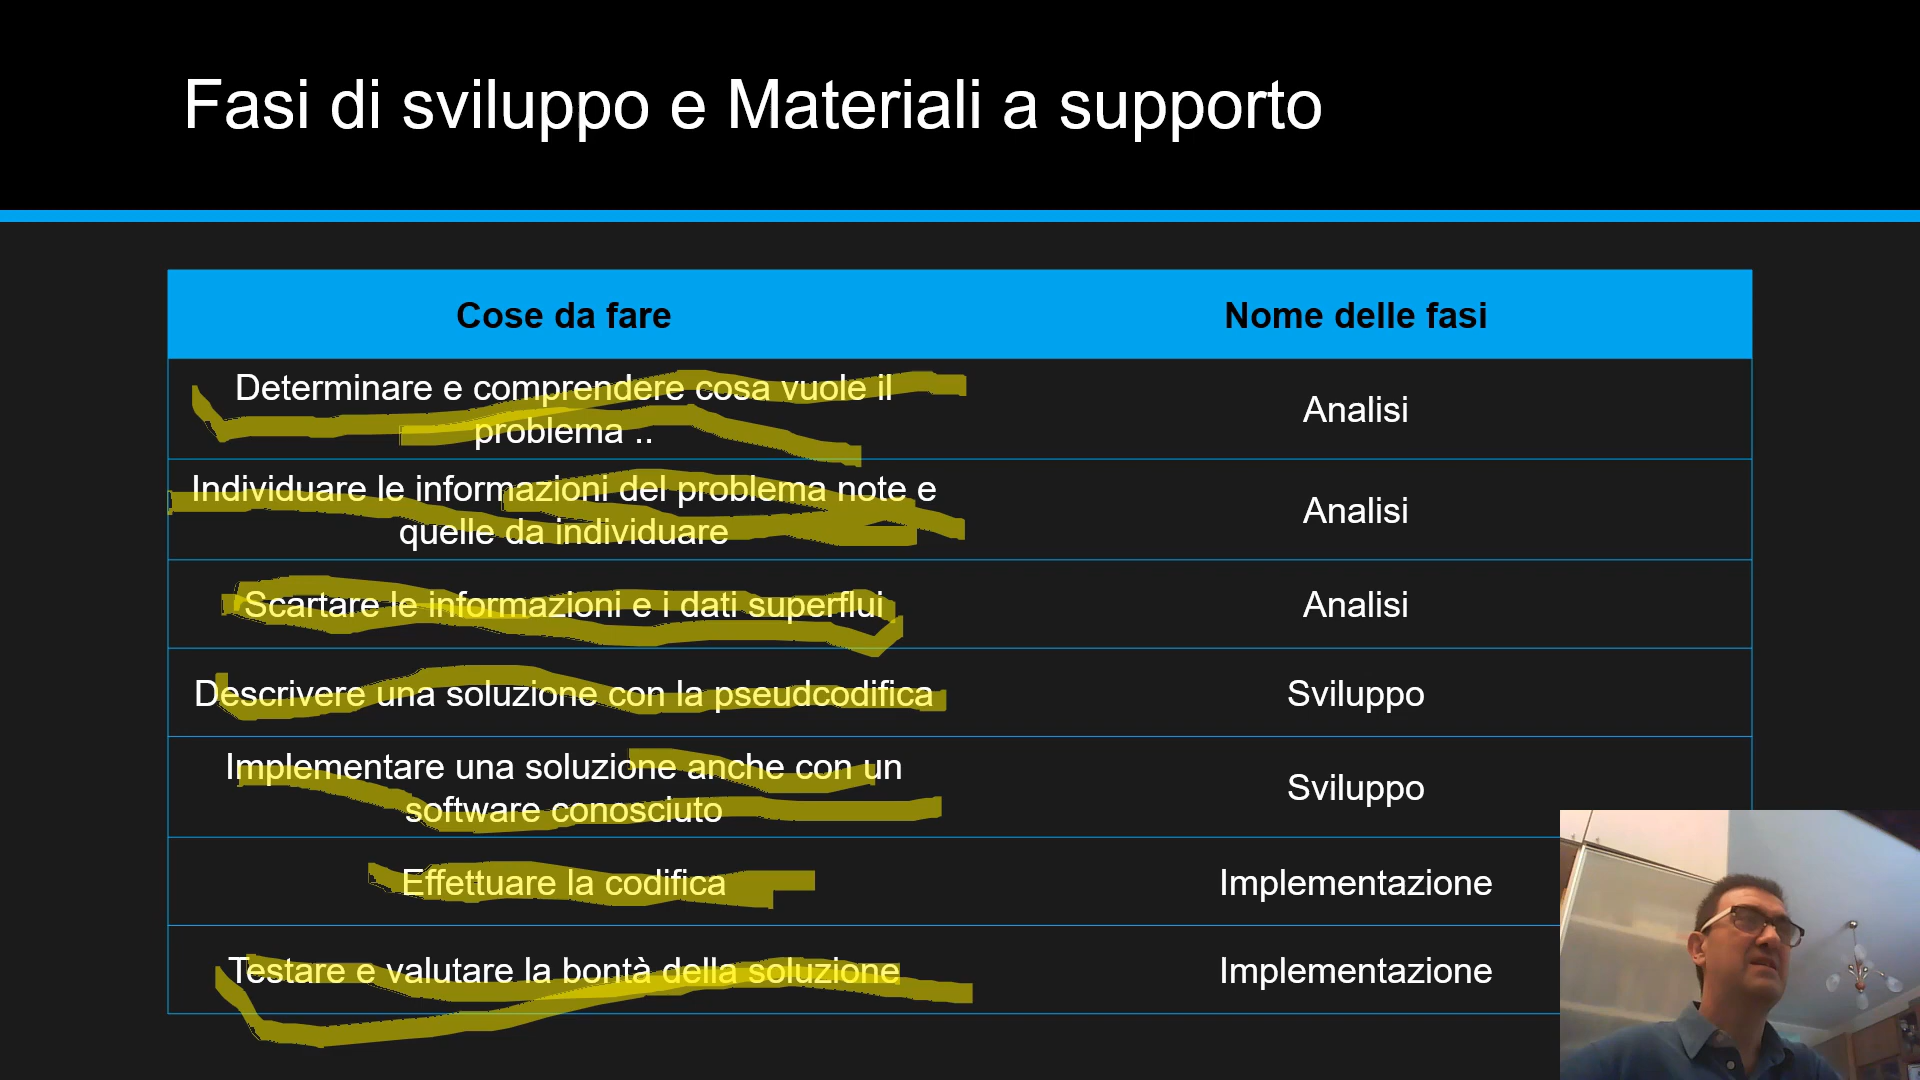 Fasi di sviluppo e Materiali a supporto
Cose da fare
Nome delle fasi
Determinare e comprendere cosa vuole il
problema ..
Analisi
Individuare le informazioni del problema note e
quelle da individuare
Analisi
Scartare le informazioni e i dati superflui
Analisi
Descrivere una soluzione con la pseudcodifica
Sviluppo
Implementare una soluzione anche con un
software conosciuto
Sviluppo
Effettuare la codifica
Implementazione
Testare e valutare la bontà della soluzione
Implementazione